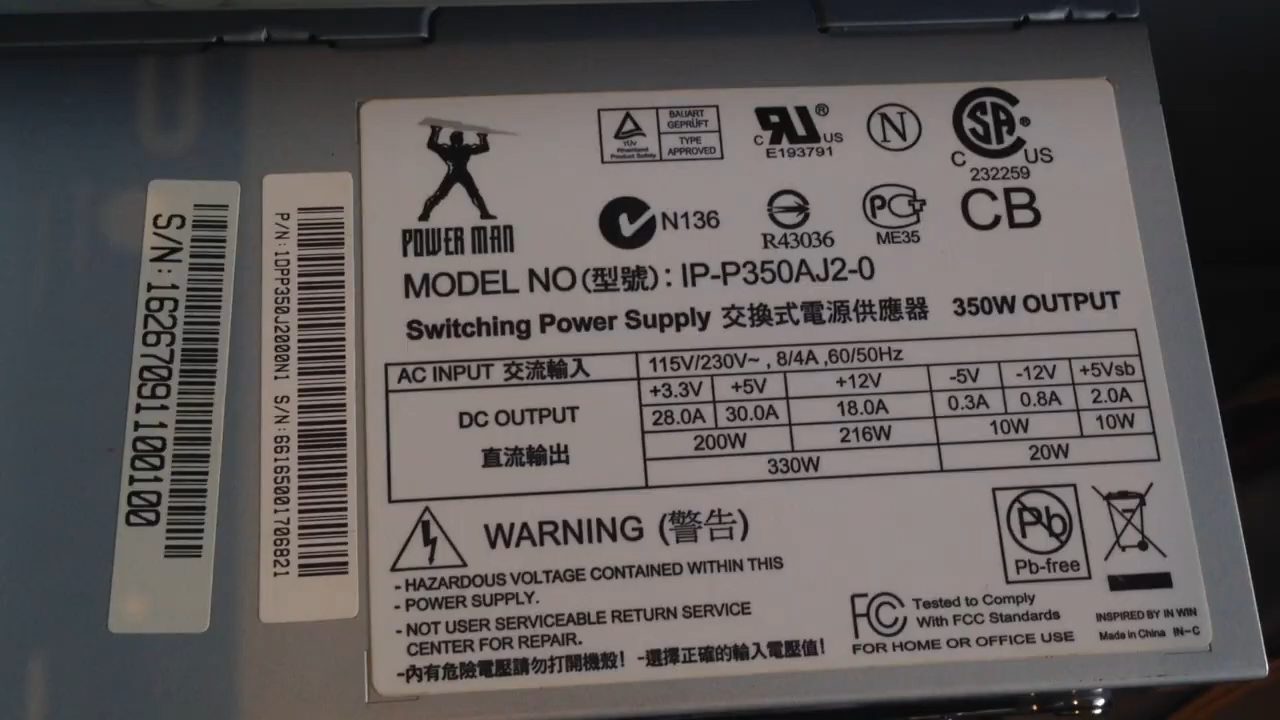 S/N:16267091100100
P/N:1OPP350J2000N1 S/N:66165001706821
POWER MAN
TÜV
Rheinland
Product Safety
BAUART
GEPRÜFT
TYPE
APPROVED
C RU US ®
E193791
N
SA ®
C US
232259
N136
R43036
PCT
ME35
CB
MODEL NO(型號): IP-P350AJ2-0
Switching Power Supply 交換式電源供應器 350W OUTPUT
AC INPUT 交流輸入 115V/230V~ , 8/4A ,60/50Hz
DC OUTPUT 直流輸出
+3.3V +5V +12V -5V -12V +5Vsb
28.0A 30.0A 18.0A 0.3A 0.8A 2.0A
200W 216W 10W 10W
330W 20W
WARNING (警告)
- HAZARDOUS VOLTAGE CONTAINED WITHIN THIS
- POWER SUPPLY.
- NOT USER SERVICEABLE RETURN SERVICE
CENTER FOR REPAIR.
-內有危險電壓請勿打開機殼! -選擇正確的輸入電壓值!
Pb
Pb-free
FC Tested to Comply
With FCC Standards
FOR HOME OR OFFICE USE
INSPIRED BY IN WIN
Made in China IN-C